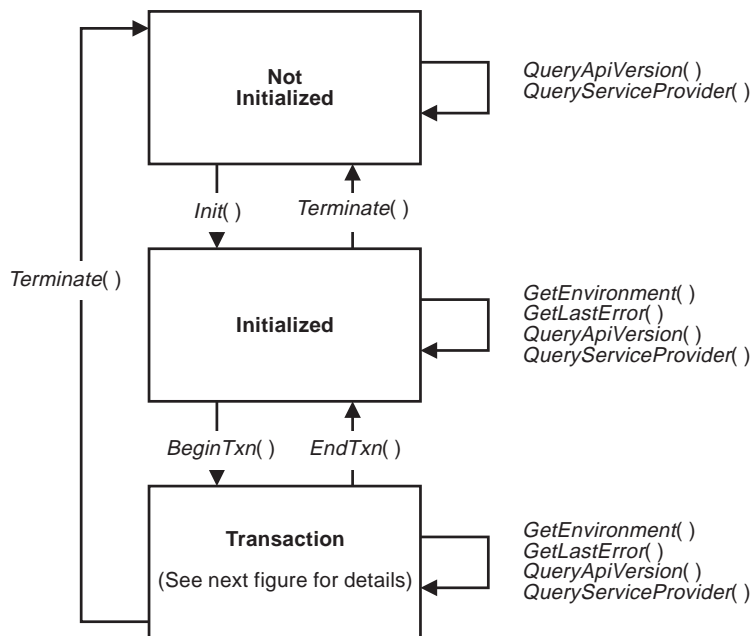 Not
Initialized
QueryApiVersion( )
QueryServiceProvider( )
Init( )
Terminate( )
Terminate( )
Initialized
GetEnvironment( )
GetLastError( )
QueryApiVersion( )
QueryServiceProvider( )
BeginTxn( )
EndTxn( )
Transaction
(See next figure for details)
GetEnvironment( )
GetLastError( )
QueryApiVersion( )
QueryServiceProvider( )